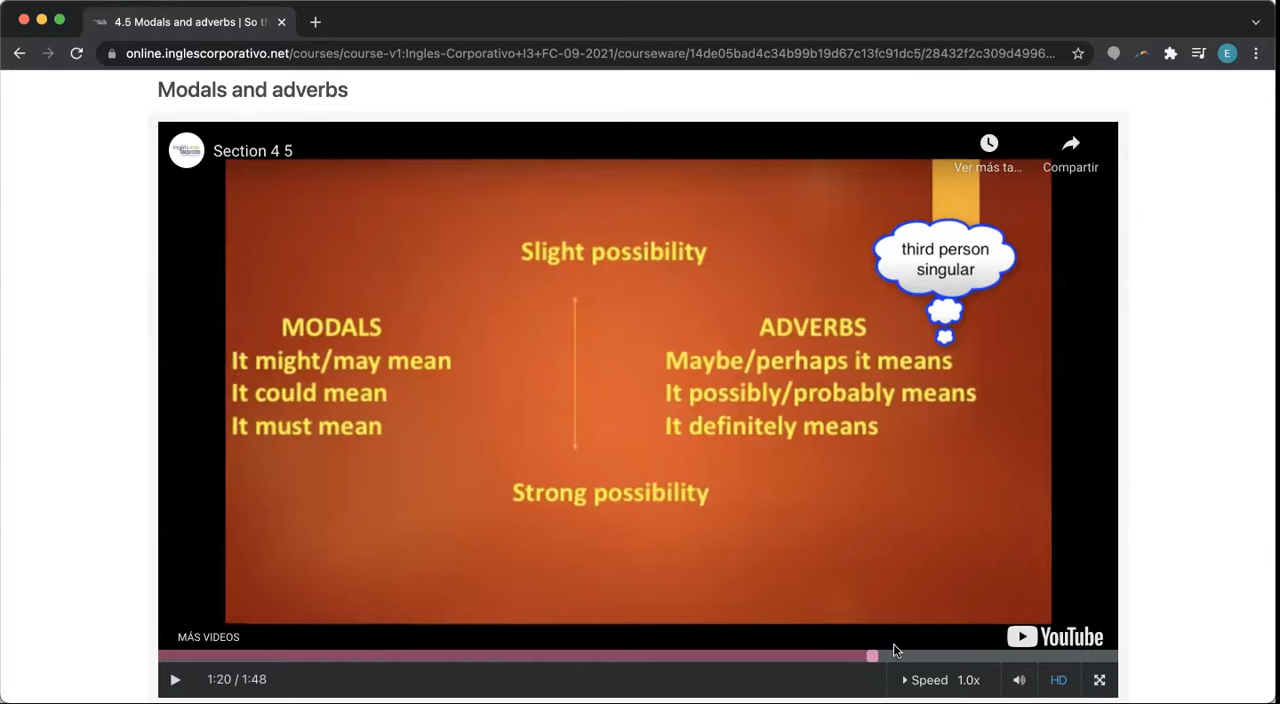 4.5 Modals and adverbs | So th
online.inglescorporativo.net/courses/course-v1:Ingles-Corporativo+I3+FC-09-2021/courseware/14de05bad4c34b99b19d67c13fc91dc5/28432f2c309d4996...
E
Modals and adverbs
Section 4 5
Ver más ta...
Compartir
Slight possibility
third person
singular
MODALS
It might/may mean
It could mean
It must mean
ADVERBS
Maybe/perhaps it means
It possibly/probably means
It definitely means
Strong possibility
MÁS VIDEOS
YouTube
1:20 / 1:48
Speed 1.0x
HD